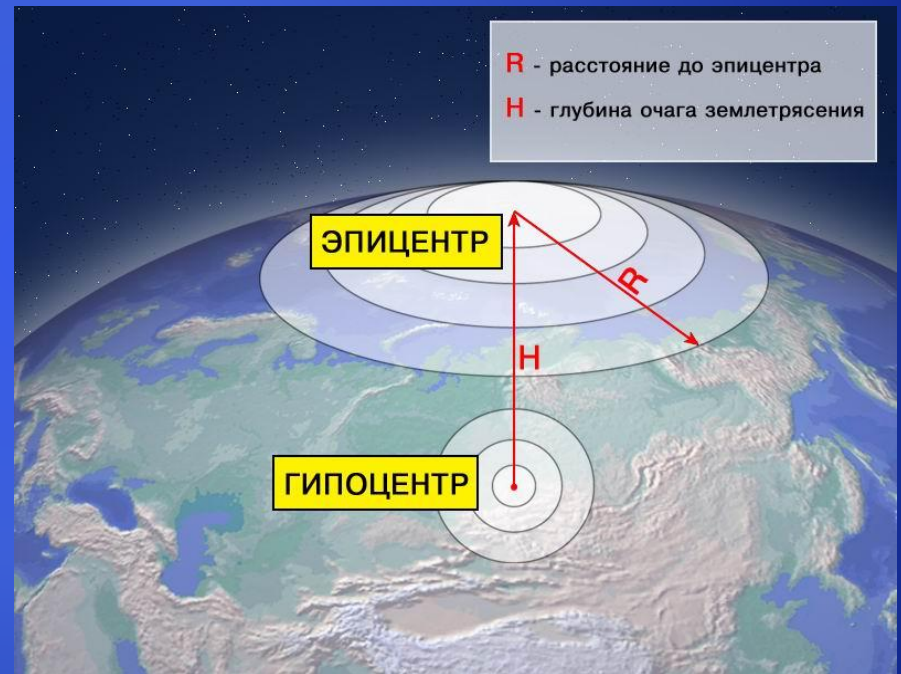 R - расстояние до эпицентра
H - глубина очага землетрясения
ЭПИЦЕНТР
R
H
ГИПОЦЕНТР